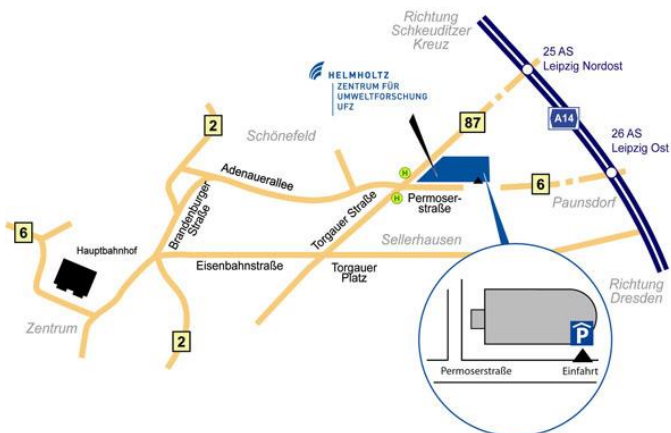 Richtung
Schkeuditzer
Kreuz
25 AS
Leipzig Nordost
HELMHOLTZ
ZENTRUM FÜR
UMWELTFORSCHUNG
UFZ
87
A14
2
Schönefeld
26 AS
Leipzig Ost
Adenauerallee
H
6
H
Permoser-
straße
Paunsdorf
Brandenburger
Straße
Torgauer Straße
6
Hauptbahnhof
Sellerhausen
Eisenbahnstraße
Torgauer
Platz
Richtung
Dresden
Zentrum
2
P
Permoserstraße
Einfahrt